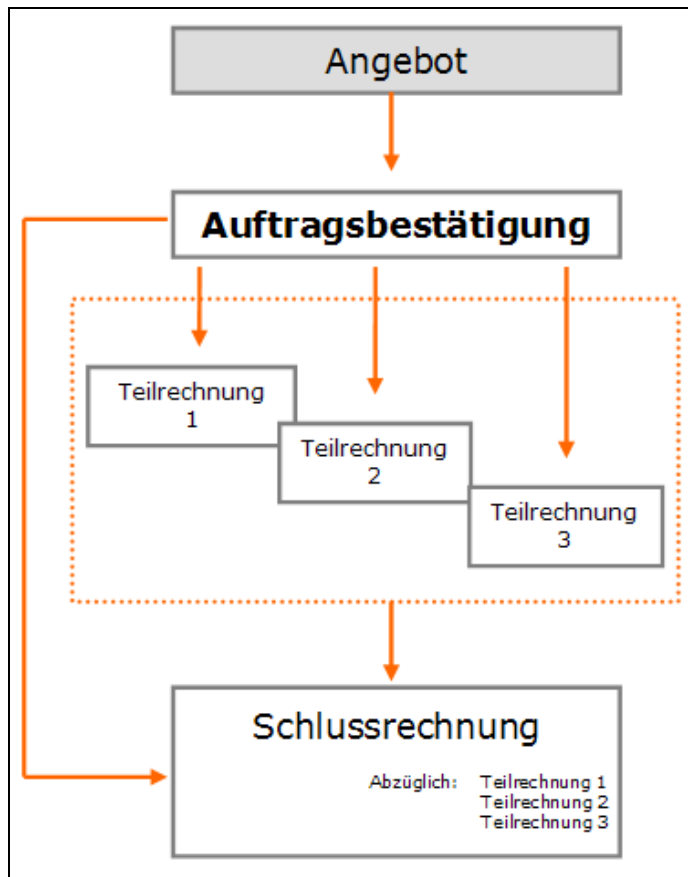 Angebot
Auftragsbestätigung
Teilrechnung
1
Teilrechnung
2
Teilrechnung
3
Schlussrechnung
Abzüglich: Teilrechnung 1
Teilrechnung 2
Teilrechnung 3